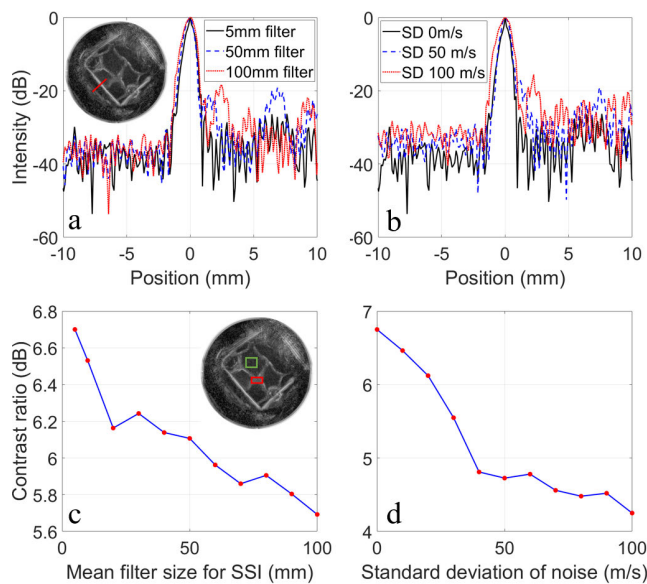 0
-20
-40
-60
Intensity (dB)
5mm filter
50mm filter
100mm filter
a
-10 -5 0 5 10
Position (mm)
0
-20
-40
-60
SD 0m/s
SD 50 m/s
SD 100 m/s
b
-10 -5 0 5 10
Position (mm)
6.8
6.6
6.4
6.2
6
5.8
5.6
Contrast ratio (dB)
c
0 50 100
Mean filter size for SSI (mm)
7
6
5
4
d
0 50 100
Standard deviation of noise (m/s)